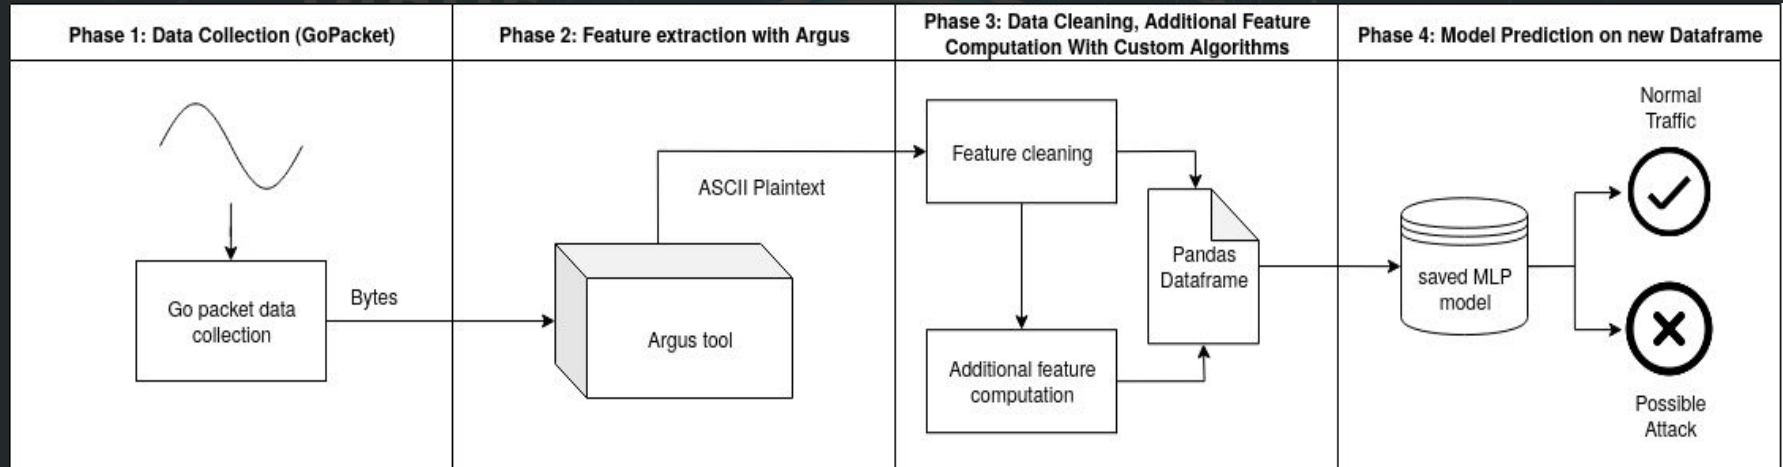 Phase 1: Data Collection (GoPacket)
Phase 2: Feature extraction with Argus
Phase 3: Data Cleaning, Additional Feature
Computation With Custom Algorithms
Phase 4: Model Prediction on new Dataframe
Go packet data
collection
Bytes
Argus tool
ASCII Plaintext
Feature cleaning
Additional feature
computation
Pandas
Dataframe
saved MLP
model
Normal
Traffic
Possible
Attack